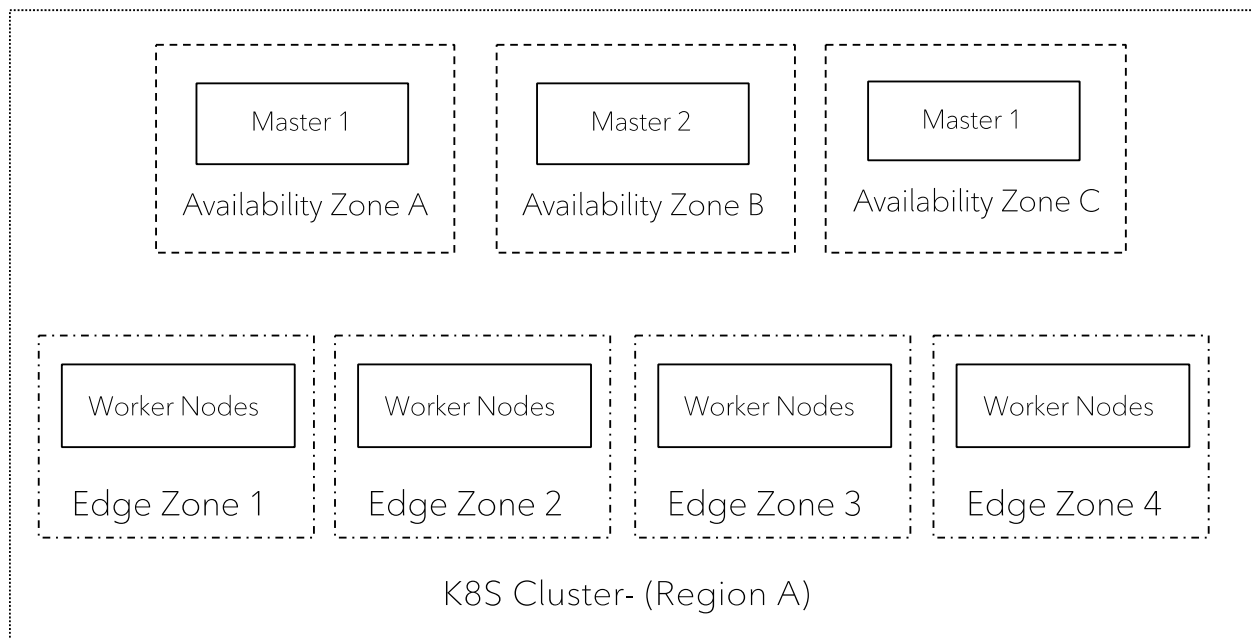 Master 1
Master 2
Master 1
Availability Zone A
Availability Zone B
Availability Zone C
Worker Nodes
Worker Nodes
Worker Nodes
Worker Nodes
Edge Zone 1
Edge Zone 2
Edge Zone 3
Edge Zone 4
K8S Cluster- (Region A)